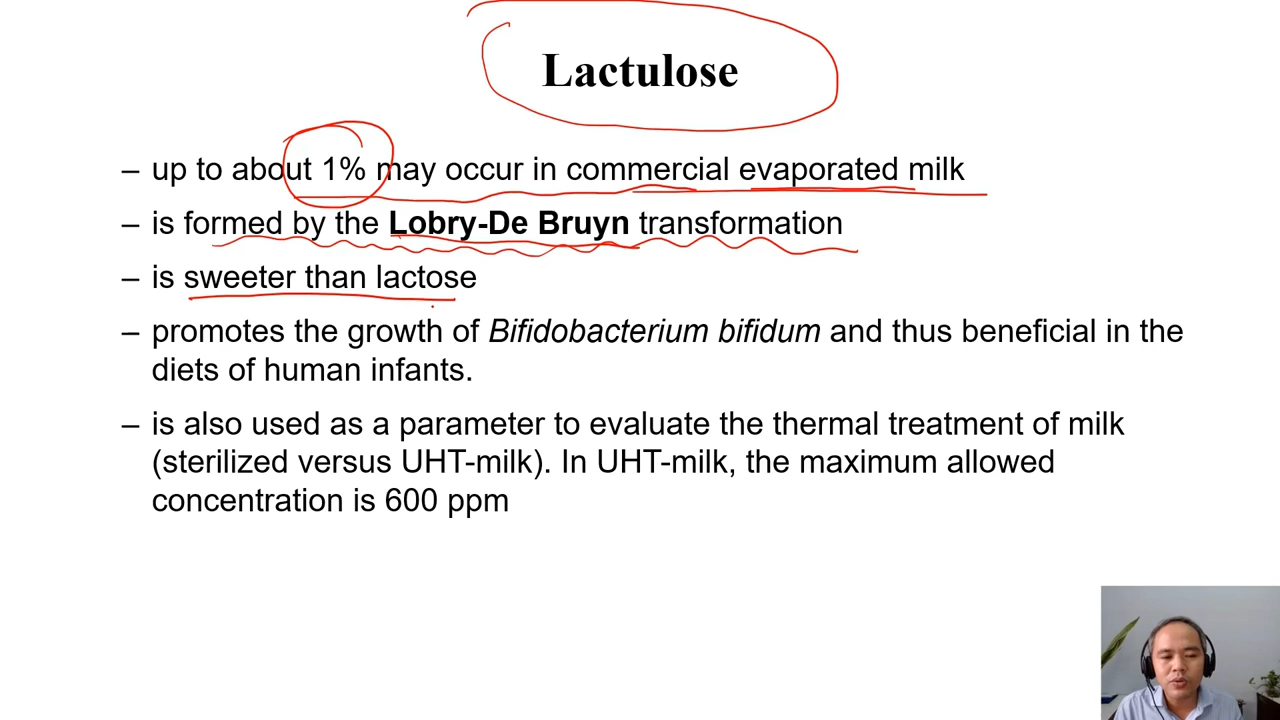 Lactulose
– up to about 1% may occur in commercial evaporated milk
– is formed by the Lobry-De Bruyn transformation
– is sweeter than lactose
– promotes the growth of Bifidobacterium bifidum and thus beneficial in the
diets of human infants.
– is also used as a parameter to evaluate the thermal treatment of milk
(sterilized versus UHT-milk). In UHT-milk, the maximum allowed
concentration is 600 ppm